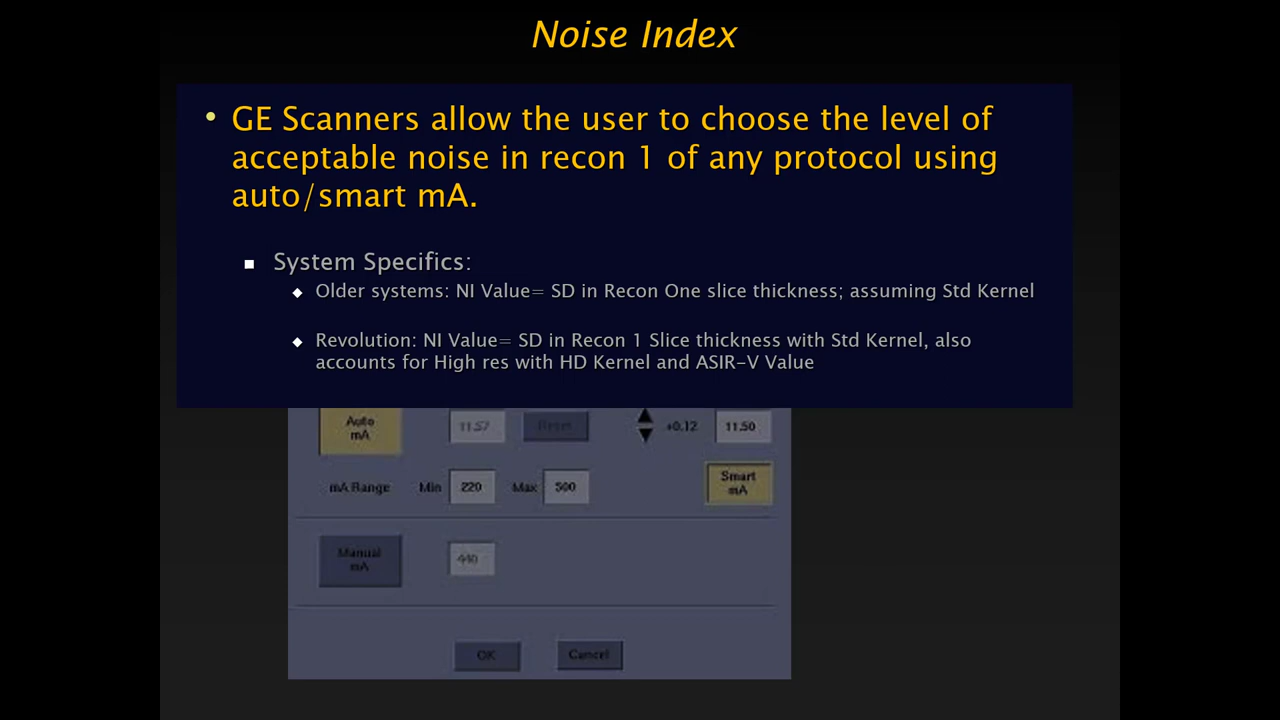 Noise Index
• GE Scanners allow the user to choose the level of
acceptable noise in recon 1 of any protocol using
auto/smart mA.
▪ System Specifics:
◆ Older systems: NI Value= SD in Recon One slice thickness; assuming Std Kernel
◆ Revolution: NI Value= SD in Recon 1 Slice thickness with Std Kernel, also
accounts for High res with HD Kernel and ASIR-V Value
Auto
mA
11.57
Reset
+0.12
11.50
mA Range
Min
220
Max
500
Smart
mA
Manual
mA
440
OK
Cancel